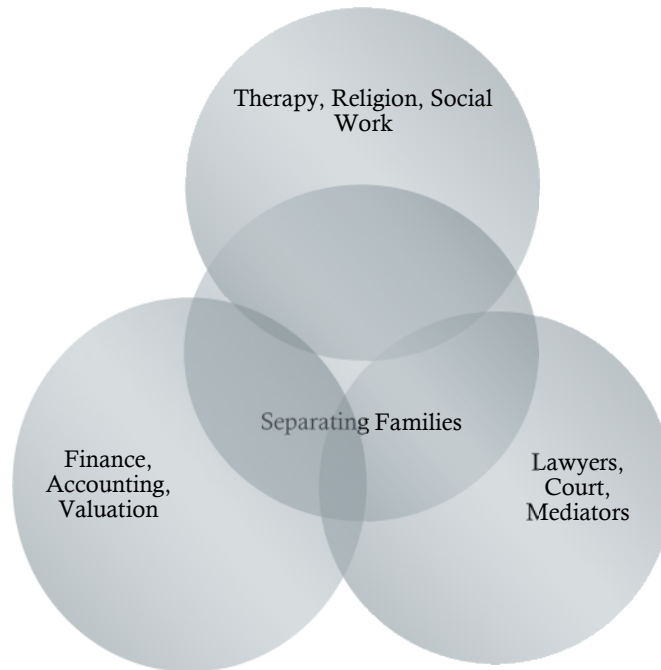 Therapy, Religion, Social
Work
Separating Families
Finance,
Accounting,
Valuation
Lawyers,
Court,
Mediators